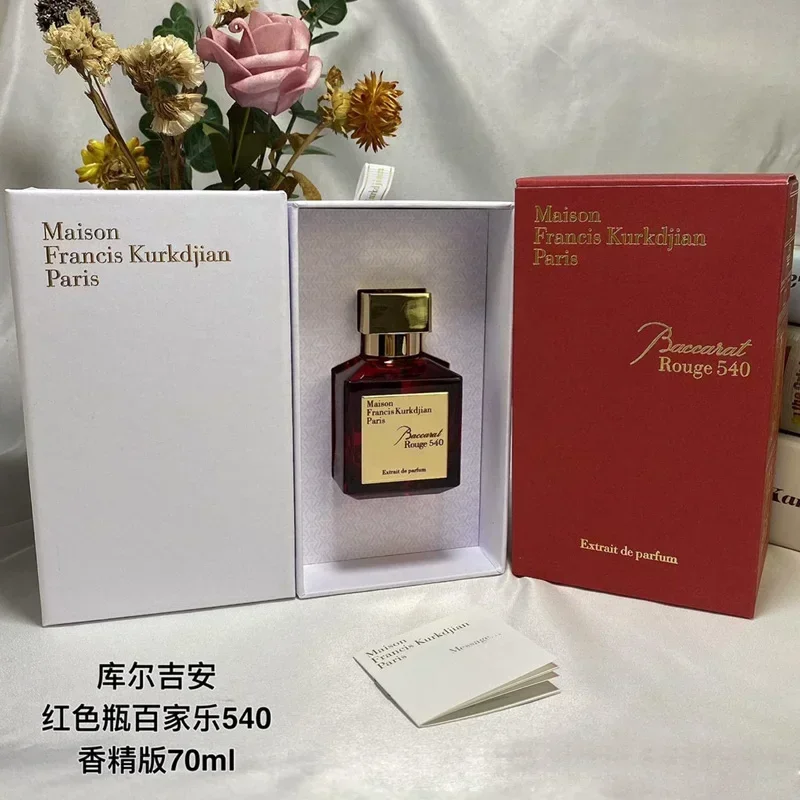 Maison
Francis Kurkdjian
Paris
Maison
Francis Kurkdjian
Paris
Baccarat
Rouge 540
Extrait de parfum
Maison
Francis Kurkdjian
Paris
Baccarat
Rouge 540
Extrait de parfum
Maison
Francis Kurkdjian
Paris
Message...
库尔吉安
红色瓶百家乐540
香精版70ml